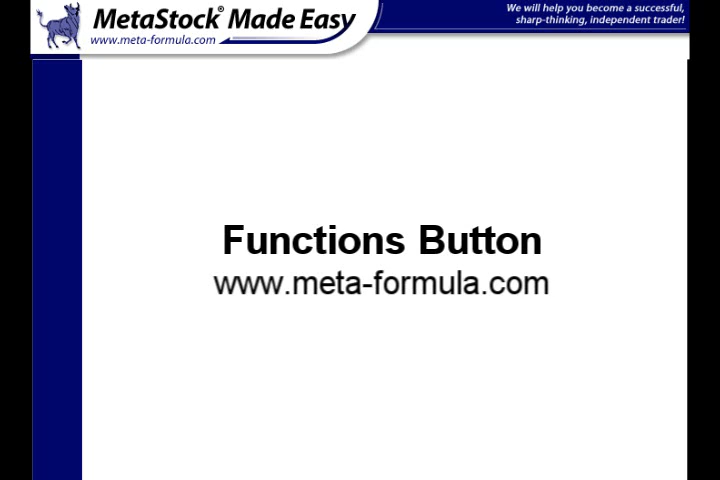 MetaStock® Made Easy
www.meta-formula.com
We will help you become a successful,
sharp-thinking, independent trader!
Functions Button
www.meta-formula.com